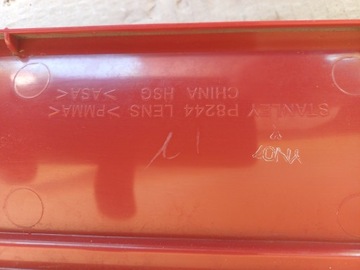 STANLEY P8244 LENS >PMMA<
CHINA HSG >ASA<